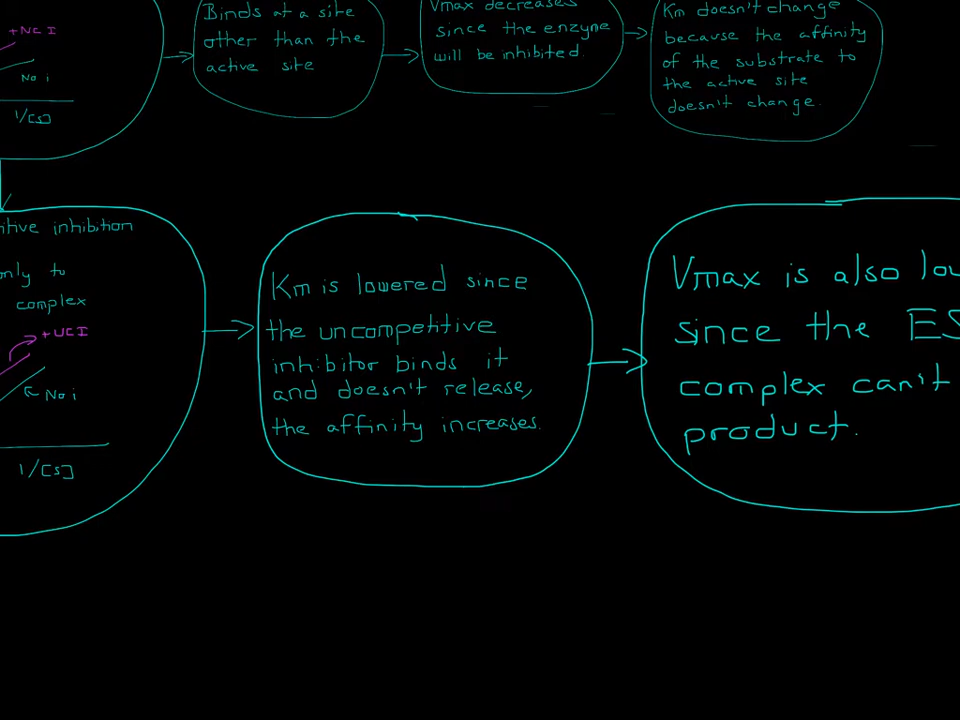 +NCI
No i
1/[s]
Binds at a site
other than the
active site
Vmax decreases
since the enzyme
will be inhibited.
Km doesn't change
because the affinity
of the substrate to
the active site
doesn't change.
itive inhibition
only to
complex
+UCI
No i
1/[s]
Km is lowered since
the uncompetitive
inhibitor binds it
and doesn't release,
the affinity increases.
Vmax is also lo
since the ES
complex can't
product.